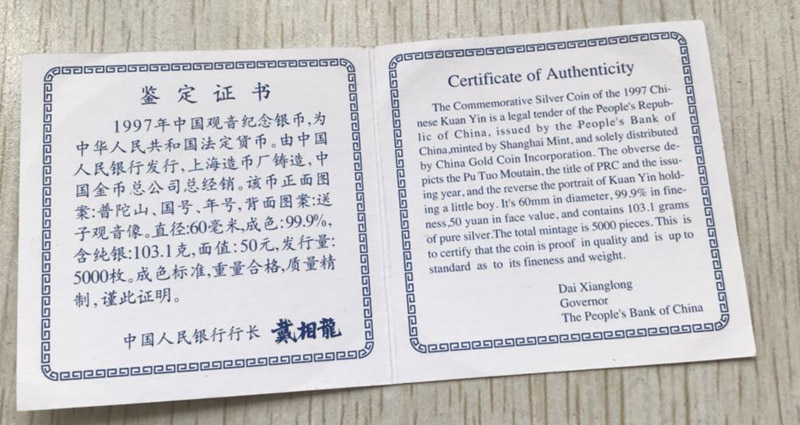 鉴定证书
1997年中国观音纪念银币,为
中华人民共和国法定货币。由中国
人民银行发行,上海造币厂铸造,中
国金币总公司总经销。该币正面图
案:普陀山、国号、年号,背面图案:送
子观音像。直径:60毫米,成色:99.9%,
含纯银:103.1克,面值:50元,发行量:
5000枚。成色标准,重量合格,质量精
制,谨此证明。
中国人民银行行长 戴相龍
Certificate of Authenticity
The Commemorative Silver Coin of the 1997 Chi-
nese Kuan Yin is a legal tender of the People's Repub-
lic of China, issued by the People's Bank of
China,minted by Shanghai Mint, and solely distributed
by China Gold Coin Incorporation. The obverse de-
picts the Pu Tuo Moutain, the title of PRC and the issu-
ing year, and the reverse the portrait of Kuan Yin hold-
ing a little boy. It's 60mm in diameter, 99.9% in fine-
ness,50 yuan in face value, and contains 103.1 grams
of pure silver.The total mintage is 5000 pieces. This is
to certify that the coin is proof in quality and is up to
standard as to its fineness and weight.
Dai Xianglong
Governor
The People's Bank of China